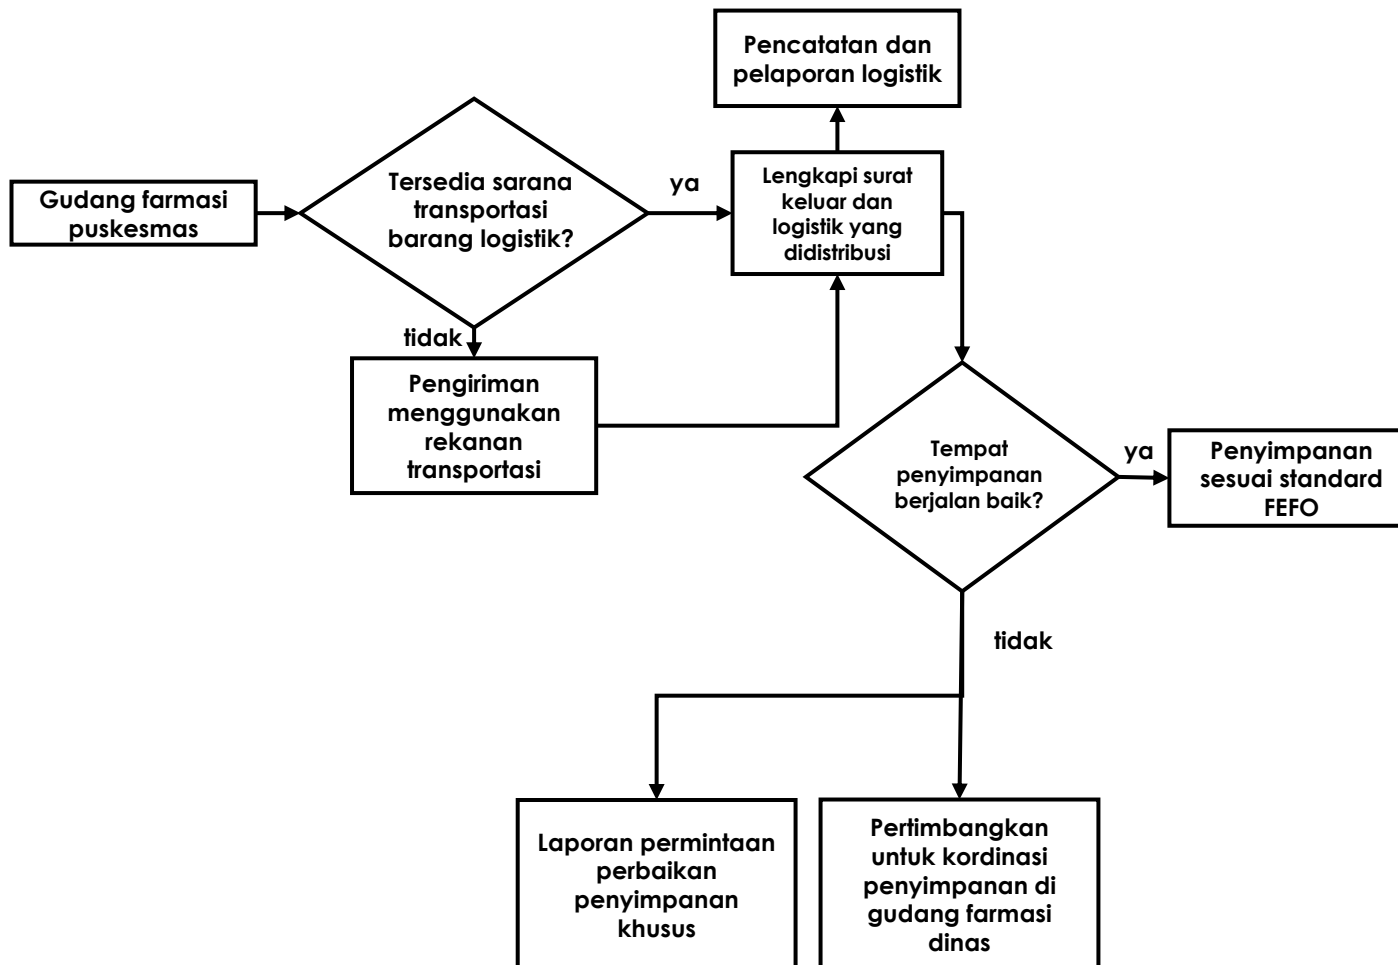 Pencatatan dan
pelaporan logistik
Gudang farmasi
puskesmas
Tersedia sarana
transportasi
barang logistik?
ya
Lengkapi surat
keluar dan
logistik yang
didistribusi
tidak
Pengiriman
menggunakan
rekanan
transportasi
Tempat
penyimpanan
berjalan baik?
ya
Penyimpanan
sesuai standard
FEFO
tidak
Laporan permintaan
perbaikan
penyimpanan
khusus
Pertimbangkan
untuk kordinasi
penyimpanan di
gudang farmasi
dinas